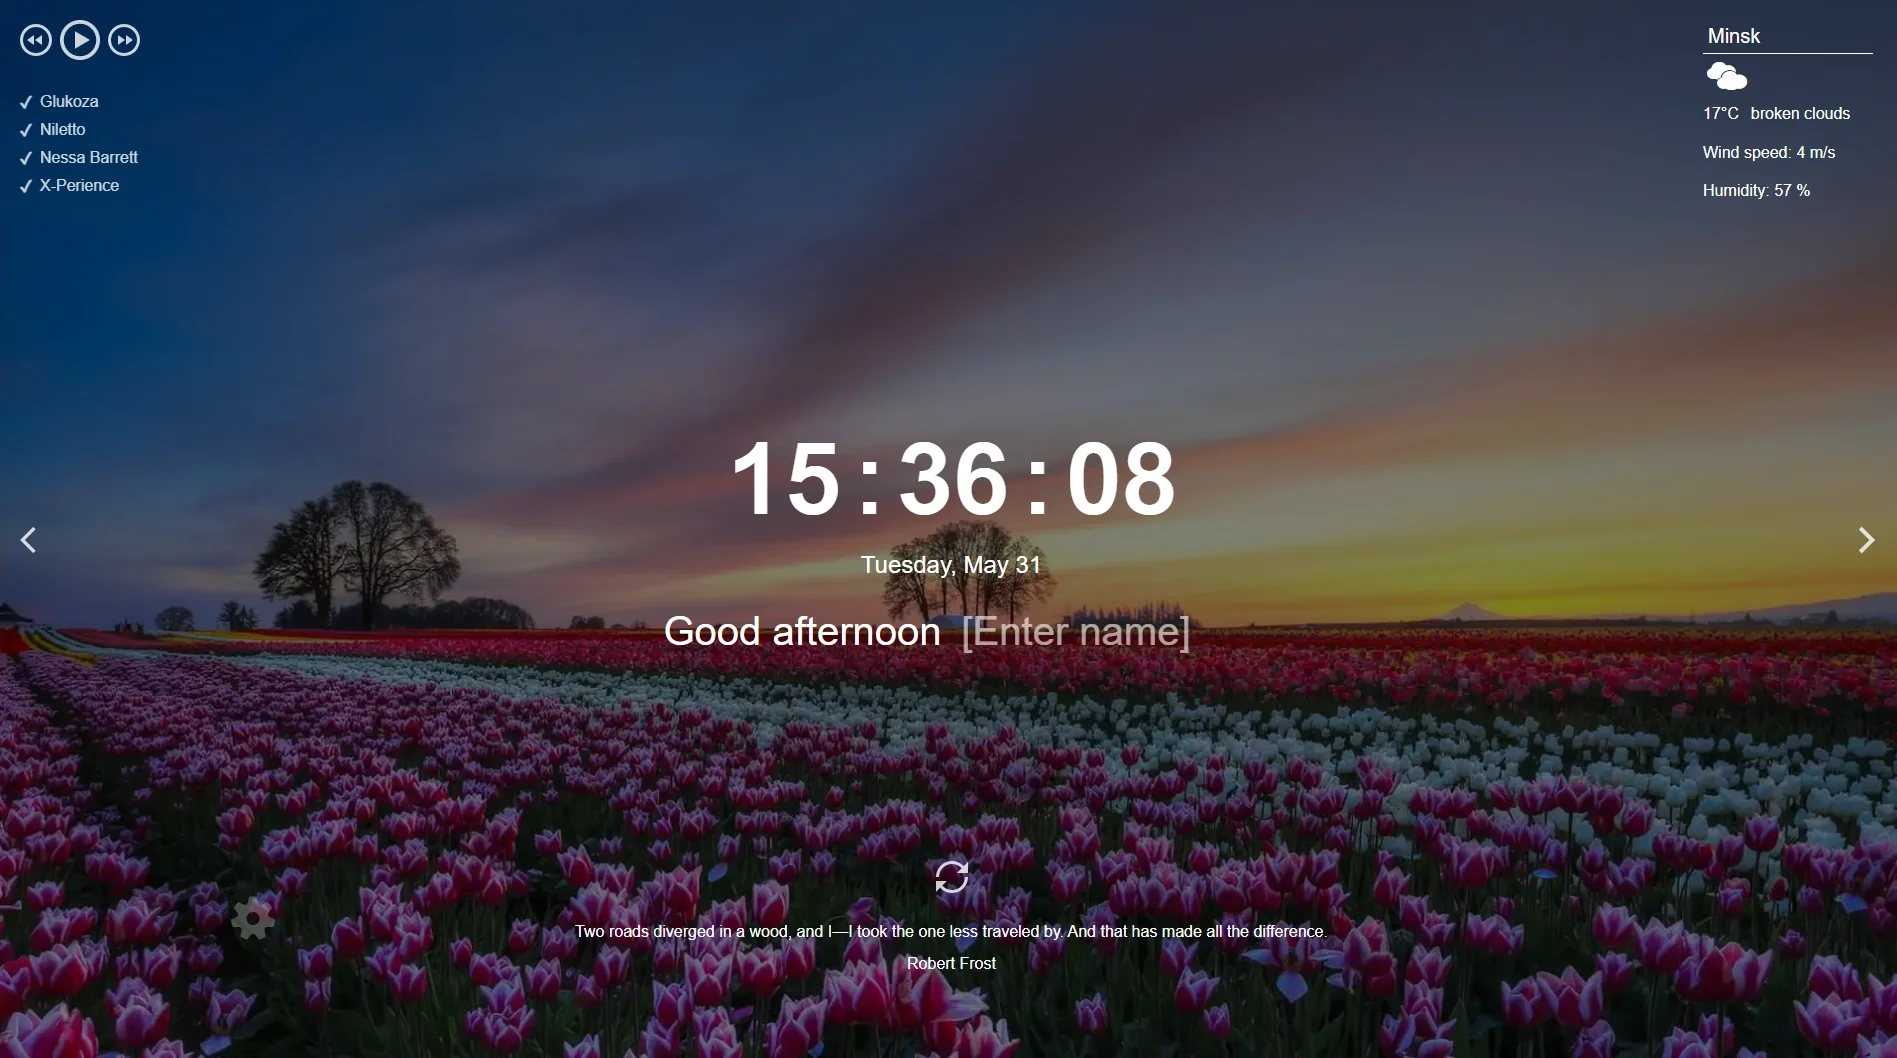 Glukoza
Niletto
Nessa Barrett
X-Perience
Minsk
17°C broken clouds
Wind speed: 4 m/s
Humidity: 57 %
15:36:08
Tuesday, May 31
Good afternoon [Enter name]
Two roads diverged in a wood, and I—I took the one less traveled by. And that has made all the difference.
Robert Frost